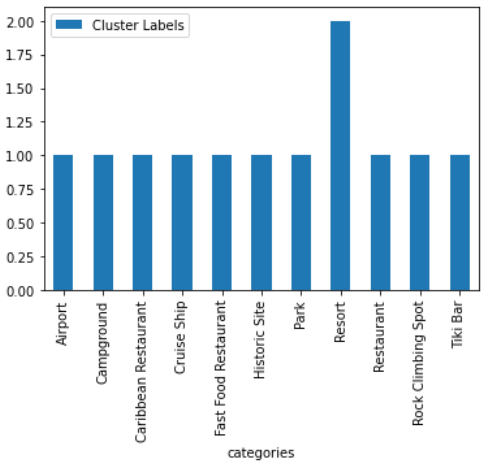 Cluster Labels
2.00
1.75
1.50
1.25
1.00
0.75
0.50
0.25
0.00
Airport
Campground
Caribbean Restaurant
Cruise Ship
Fast Food Restaurant
Historic Site
Park
Resort
Restaurant
Rock Climbing Spot
Tiki Bar
categories